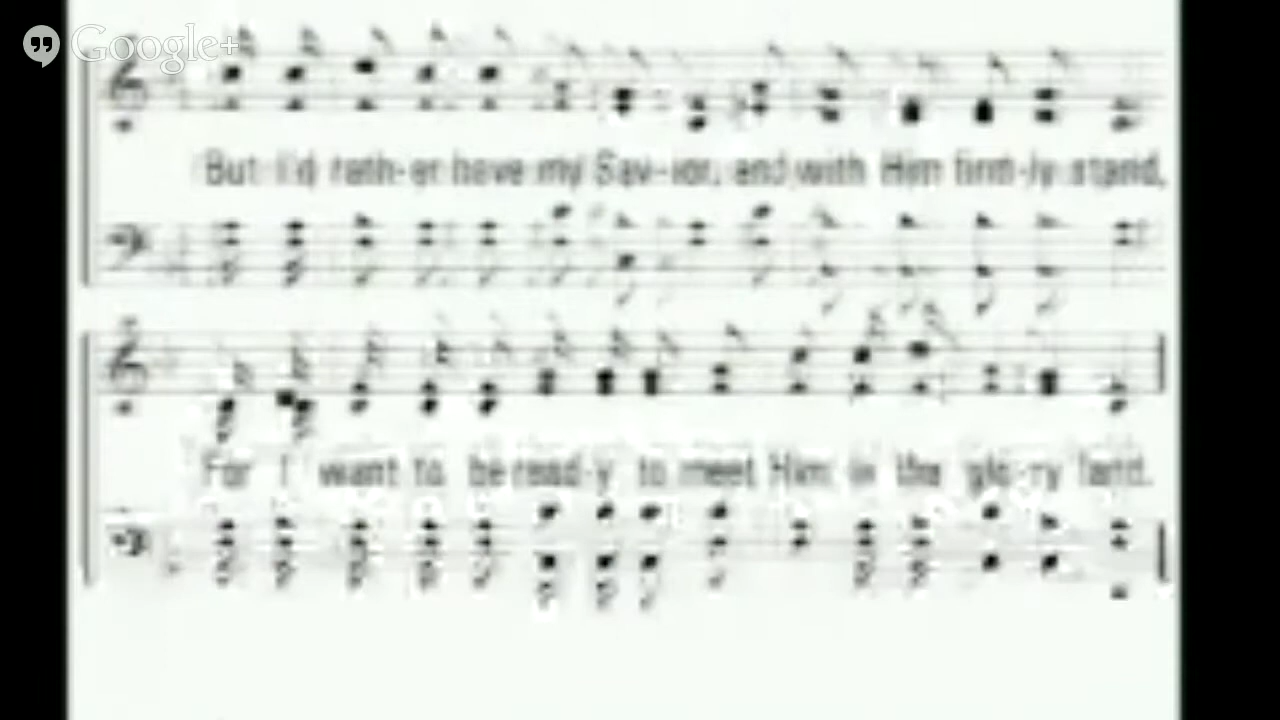 Google+
But I'd rath-er have my Sav-ior, and with Him firm-ly stand,
For I want to be read-y to meet Him in the glo-ry land.